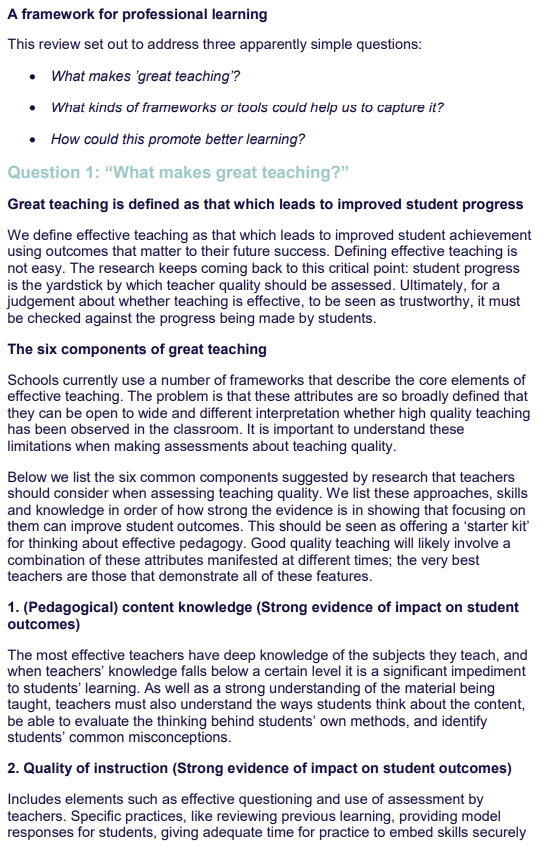 A framework for professional learning
This review set out to address three apparently simple questions:
• What makes 'great teaching'?
• What kinds of frameworks or tools could help us to capture it?
• How could this promote better learning?
Question 1: “What makes great teaching?”
Great teaching is defined as that which leads to improved student progress
We define effective teaching as that which leads to improved student achievement
using outcomes that matter to their future success. Defining effective teaching is
not easy. The research keeps coming back to this critical point: student progress
is the yardstick by which teacher quality should be assessed. Ultimately, for a
judgement about whether teaching is effective, to be seen as trustworthy, it must
be checked against the progress being made by students.
The six components of great teaching
Schools currently use a number of frameworks that describe the core elements of
effective teaching. The problem is that these attributes are so broadly defined that
they can be open to wide and different interpretation whether high quality teaching
has been observed in the classroom. It is important to understand these
limitations when making assessments about teaching quality.
Below we list the six common components suggested by research that teachers
should consider when assessing teaching quality. We list these approaches, skills
and knowledge in order of how strong the evidence is in showing that focusing on
them can improve student outcomes. This should be seen as offering a ‘starter kit’
for thinking about effective pedagogy. Good quality teaching will likely involve a
combination of these attributes manifested at different times; the very best
teachers are those that demonstrate all of these features.
1. (Pedagogical) content knowledge (Strong evidence of impact on student
outcomes)
The most effective teachers have deep knowledge of the subjects they teach, and
when teachers’ knowledge falls below a certain level it is a significant impediment
to students’ learning. As well as a strong understanding of the material being
taught, teachers must also understand the ways students think about the content,
be able to evaluate the thinking behind students’ own methods, and identify
students’ common misconceptions.
2. Quality of instruction (Strong evidence of impact on student outcomes)
Includes elements such as effective questioning and use of assessment by
teachers. Specific practices, like reviewing previous learning, providing model
responses for students, giving adequate time for practice to embed skills securely